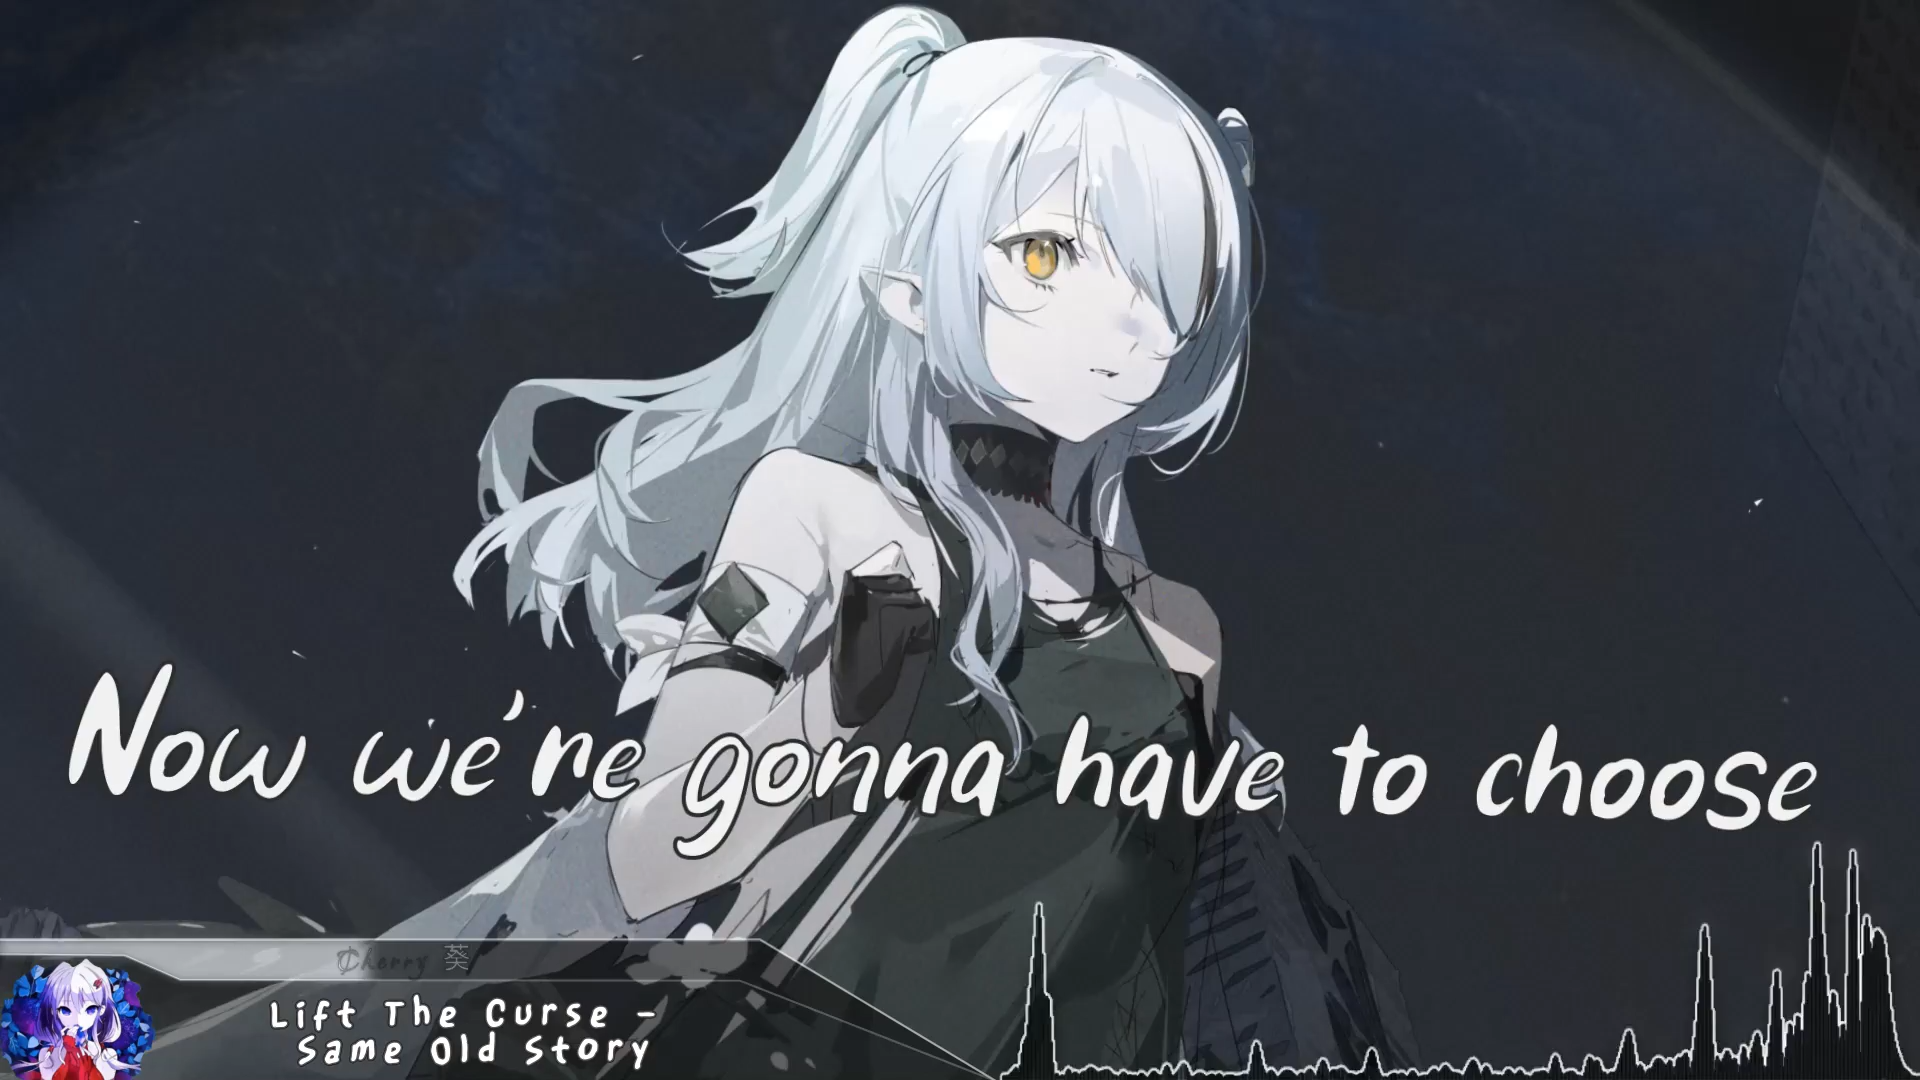 Now we're gonna have to choose
Cherry 葵
Lift The Curse -
Same Old Story